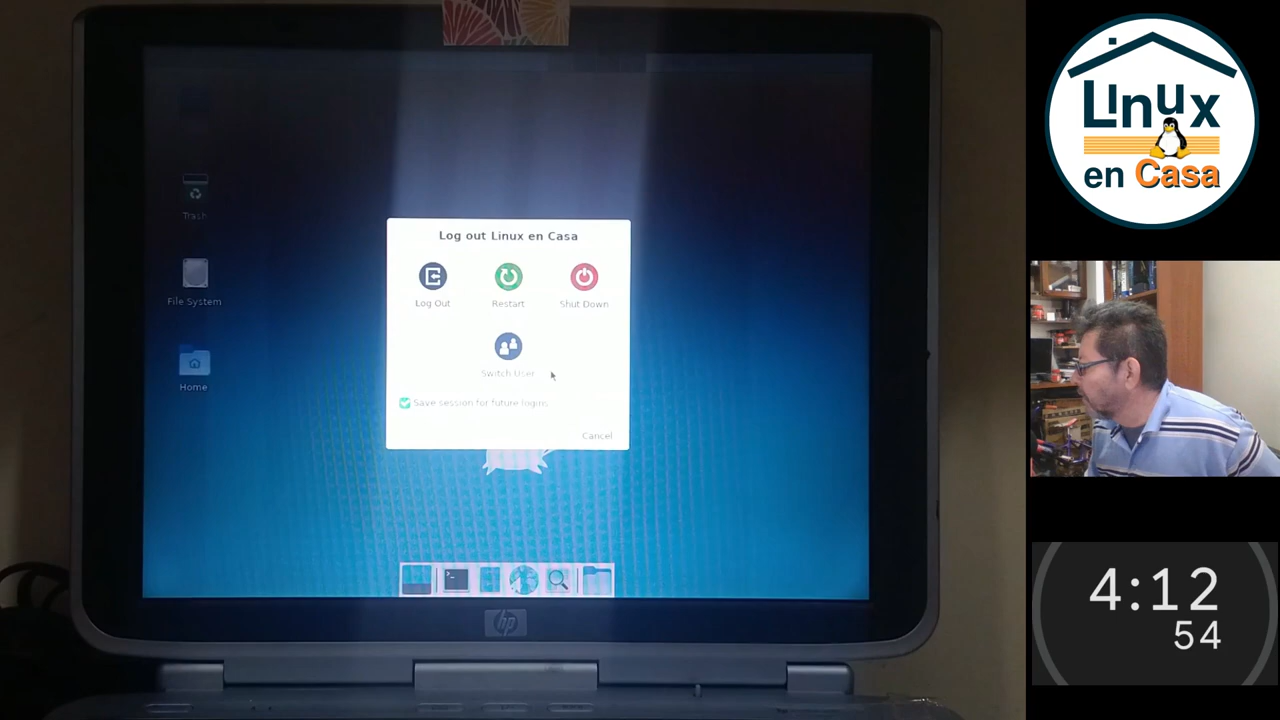 Linux
en Casa
Trash
File System
Home
Log out Linux en Casa
Log Out
Restart
Shut Down
Switch User
Save session for future logins
Cancel
hp
4:12
54